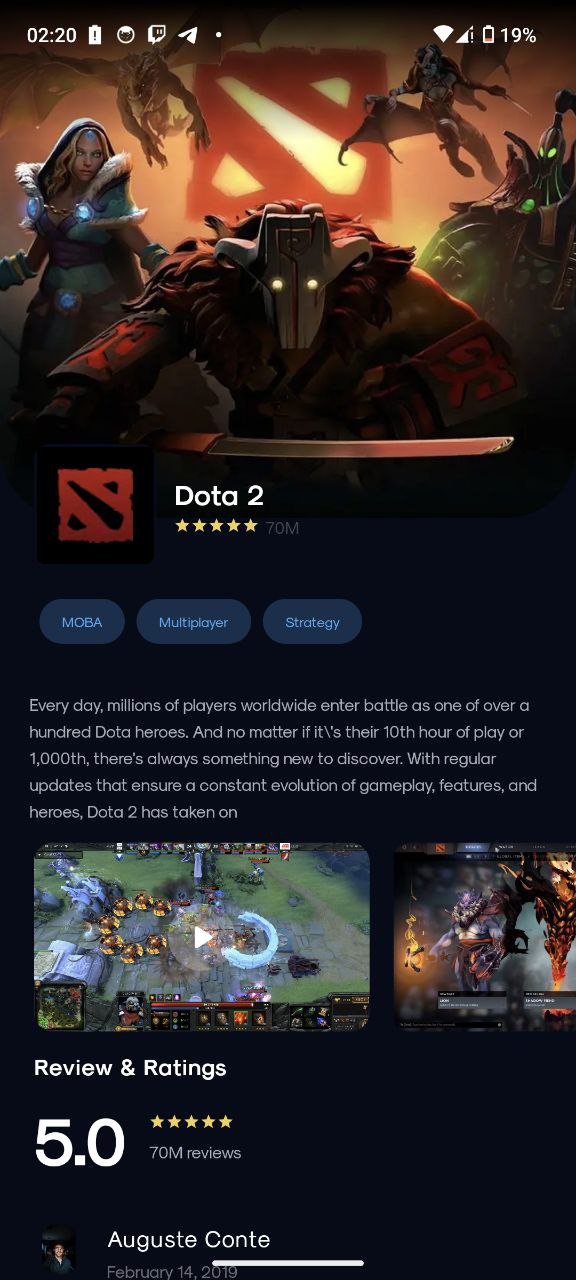 02:20
19%
Dota 2
70M
MOBA
Multiplayer
Strategy
Every day, millions of players worldwide enter battle as one of over a
hundred Dota heroes. And no matter if it\'s their 10th hour of play or
1,000th, there's always something new to discover. With regular
updates that ensure a constant evolution of gameplay, features, and
heroes, Dota 2 has taken on
LION
SHADOW FIEND
Review & Ratings
5.0
70M reviews
Auguste Conte
February 14, 2019